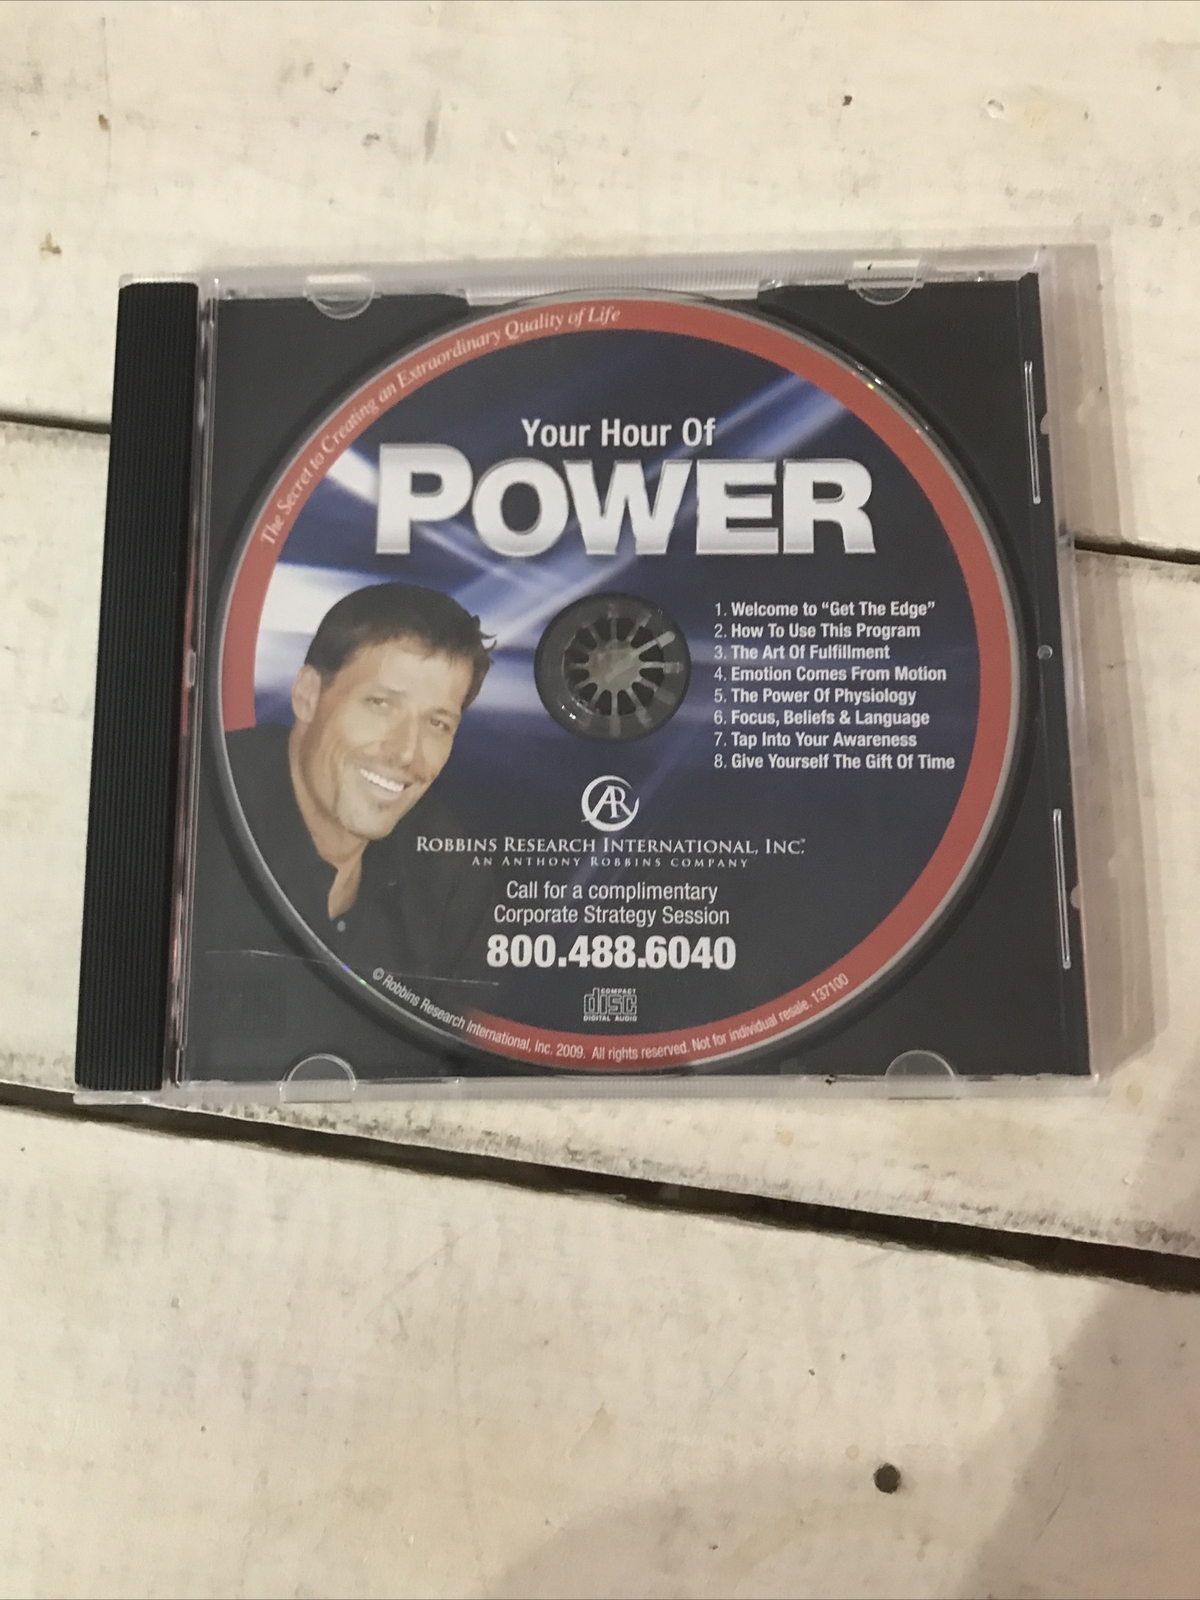 The Secret to Creating an Extraordinary Quality of Life
Your Hour Of
POWER
1. Welcome to “Get The Edge”
2. How To Use This Program
3. The Art Of Fulfillment
4. Emotion Comes From Motion
5. The Power Of Physiology
6. Focus, Beliefs & Language
7. Tap Into Your Awareness
8. Give Yourself The Gift Of Time
AR
ROBBINS RESEARCH INTERNATIONAL, INC.™
AN ANTHONY ROBBINS COMPANY
Call for a complimentary
Corporate Strategy Session
800.488.6040
COMPACT
disc
DIGITAL AUDIO
© Robbins Research International, Inc. 2009. All rights reserved. Not for individual resale. 137100